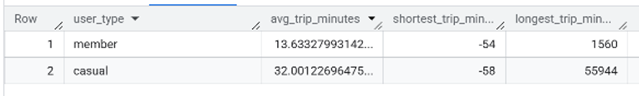 Row user_type avg_trip_minutes shortest_trip_min... longest_trip_min...
1 member 13.63327993142... -54 1560
2 casual 32.00122696475... -58 55944